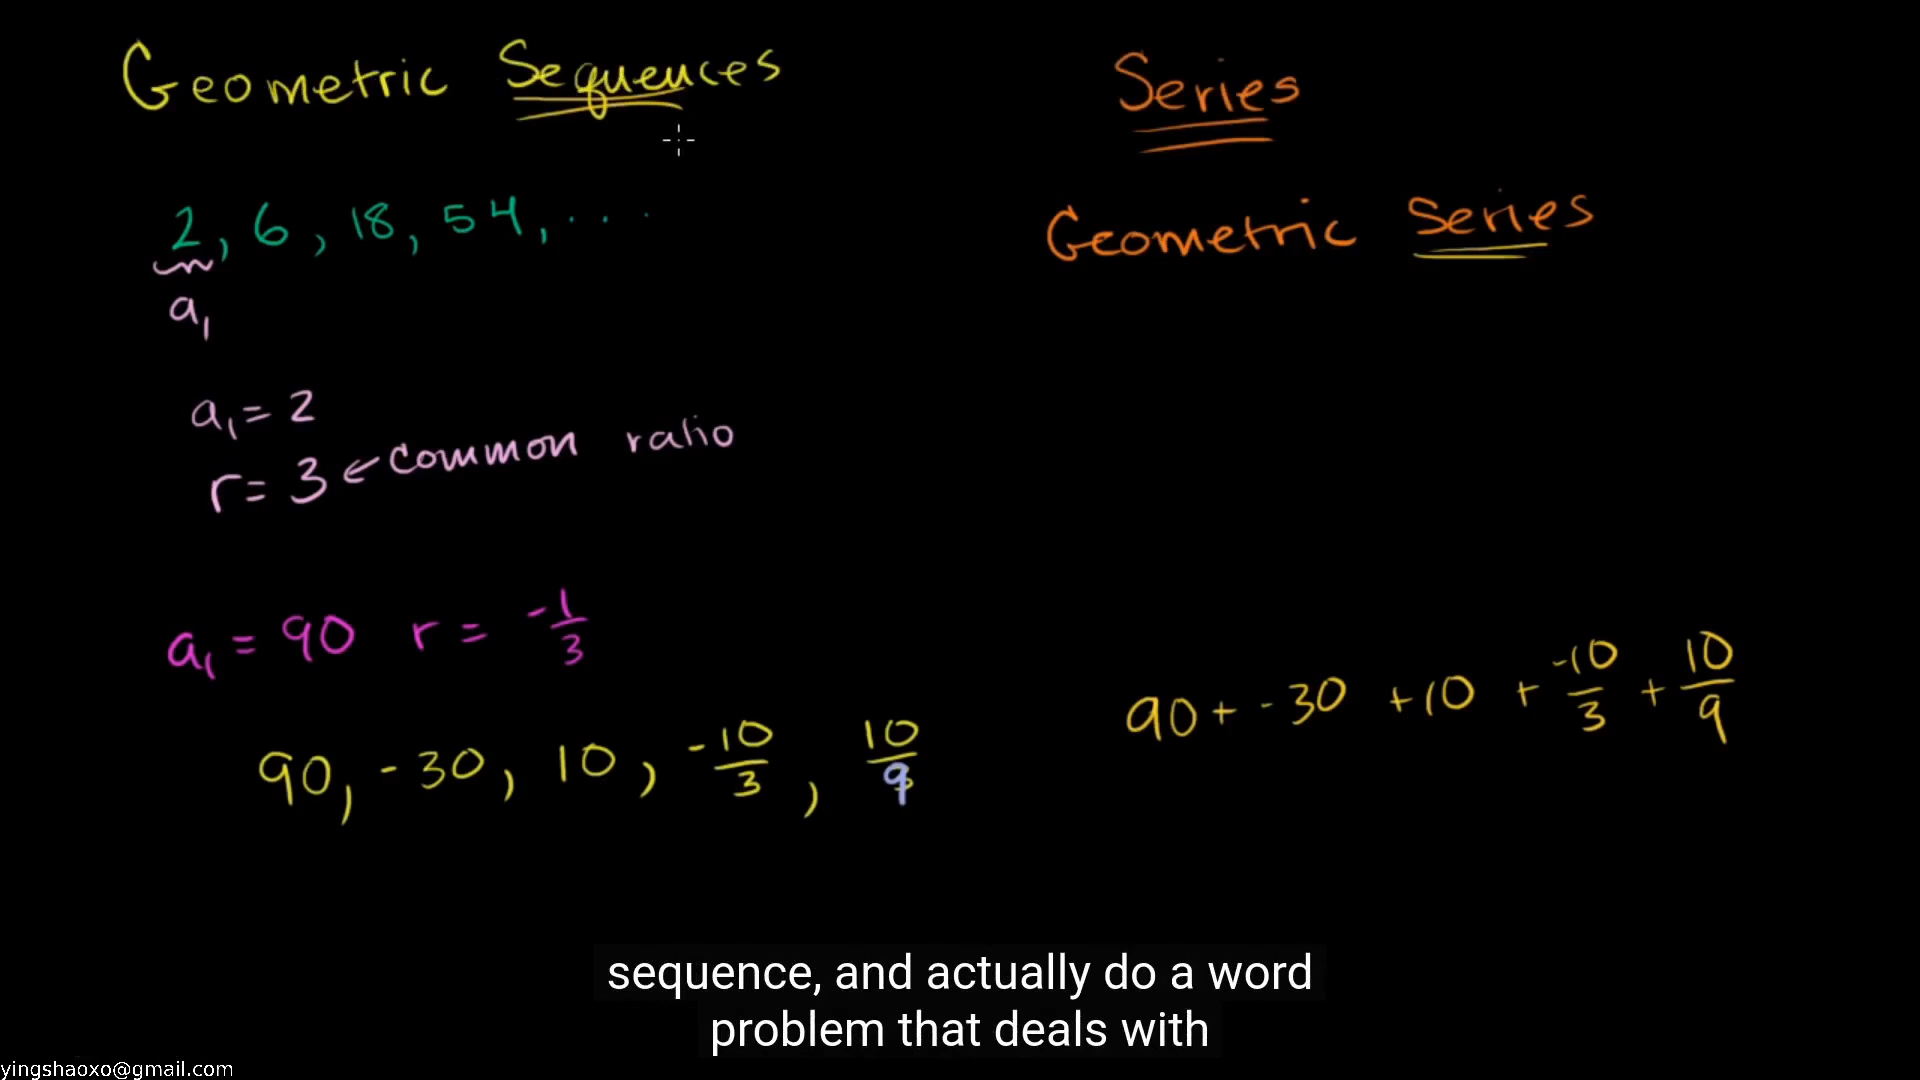 Geometric Sequences
Series
2, 6, 18, 54, ...
Geometric Series
a₁
a₁ = 2
r = 3 ← common ratio
a₁ = 90 r = -1/3
90 + -30 + 10 + -10/3 + 10/9
90, -30, 10, -10/3, 10/9
sequence, and actually do a word
problem that deals with
yingshaoxo@gmail.com